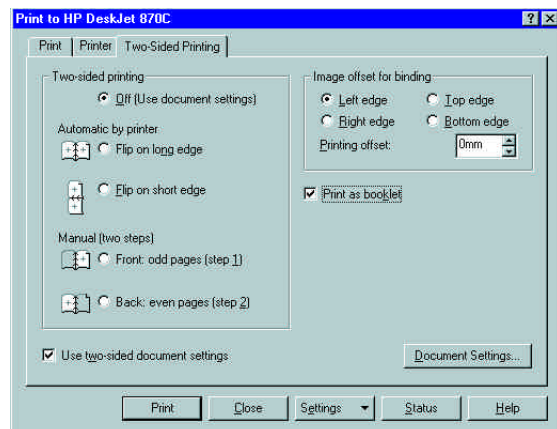 Print to HP DeskJet 870C
Print Printer Two-Sided Printing
Two-sided printing
Off (Use document settings)
Automatic by printer
Flip on long edge
Flip on short edge
Manual (two steps)
Front: odd pages (step 1)
Back: even pages (step 2)
Image offset for binding
Left edge Top edge
Right edge Bottom edge
Printing offset: 0mm
Print as booklet
Use two-sided document settings Document Settings...
Print Close Settings Status Help